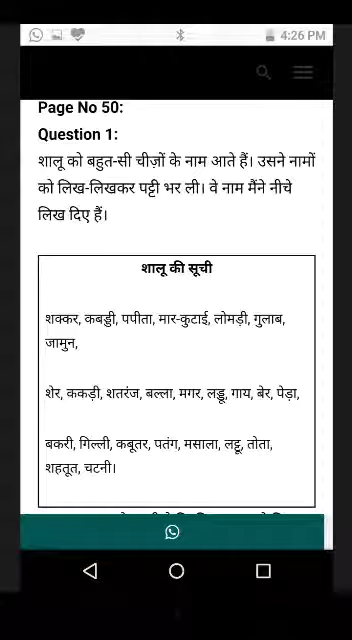 4:26 PM
Page No 50:
Question 1:
शालू को बहुत-सी चीज़ों के नाम आते हैं। उसने नामों
को लिख-लिखकर पट्टी भर ली। वे नाम मैंने नीचे
लिख दिए हैं।
शालू की सूची
शक्कर, कबड्डी, पपीता, मार-कुटाई, लोमड़ी, गुलाब,
जामुन,
शेर, ककड़ी, शतरंज, बल्ला, मगर, लड्डू, गाय, बेर, पेड़ा,
बकरी, गिल्ली, कबूतर, पतंग, मसाला, लट्टू, तोता,
शहतूत, चटनी।